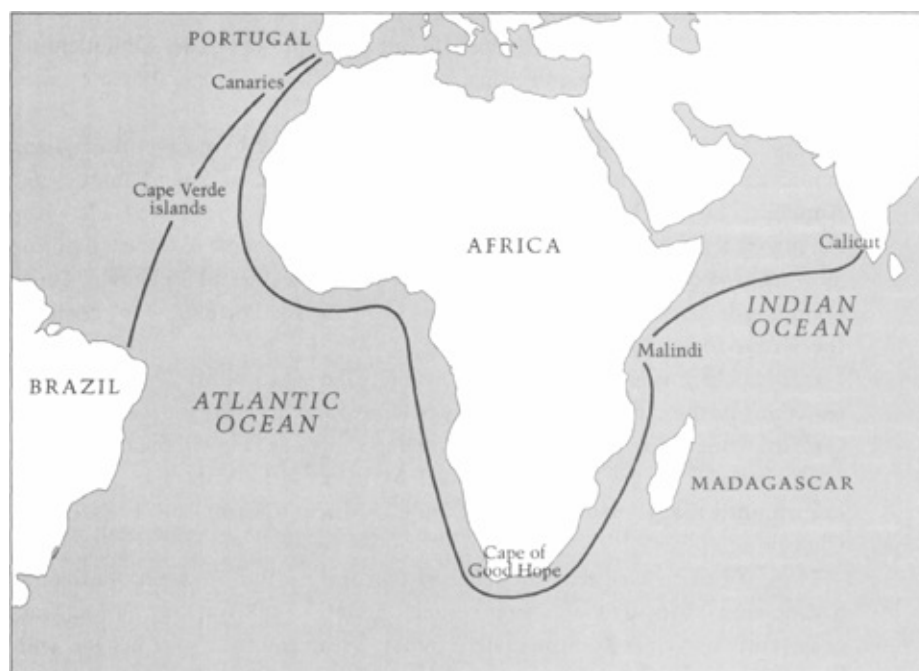 PORTUGAL
Canaries
Cape Verde
islands
AFRICA
Calicut
INDIAN
OCEAN
Malindi
BRAZIL
ATLANTIC
OCEAN
MADAGASCAR
Cape of
Good Hope